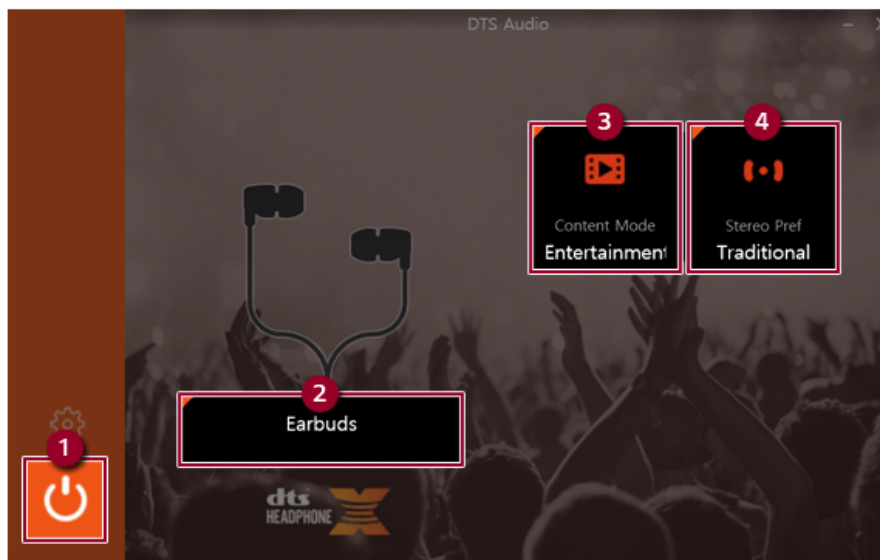 DTS Audio
3
4
Content Mode
Entertainment
Stereo Pref
Traditional
2
Earbuds
1
dts
HEADPHONE X